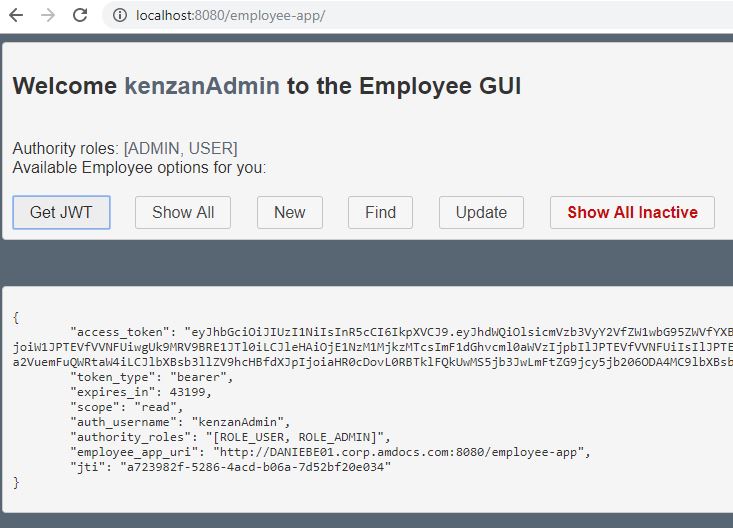 localhost:8080/employee-app/
Welcome kenzanAdmin to the Employee GUI
Authority roles: [ADMIN, USER]
Available Employee options for you:
Get JWT Show All New Find Update Show All Inactive
{
"access_token": "eyJhbGciOiJIUzI1NiIsInR5cCI6IkpXVCJ9.eyJhdWQiOlsicmVzb3VyY2VfZW1wbG95ZWVfYXB
joiW1JPTEVfVVNFUiwgUk9MRV9BRE1JTl0iLCJleHAiOjE1NzM1MjkzMTcsImF1dGhvcml0aWVzIjpbIlJPTEVfVVNFUiIsIlJPTE
a2VuemFuQWRtaW4iLCJlbXBsb3llZV9hcHBfdXJpIjoiaHR0cDovL0RBTklFQkUwMS5jb3JwLmFtZG9jcy5jb206ODA4MC9lbXBsb
"token_type": "bearer",
"expires_in": 43199,
"scope": "read",
"auth_username": "kenzanAdmin",
"authority_roles": "[ROLE_USER, ROLE_ADMIN]",
"employee_app_uri": "http://DANIEBE01.corp.amdocs.com:8080/employee-app",
"jti": "a723982f-5286-4acd-b06a-7d52bf20e034"
}